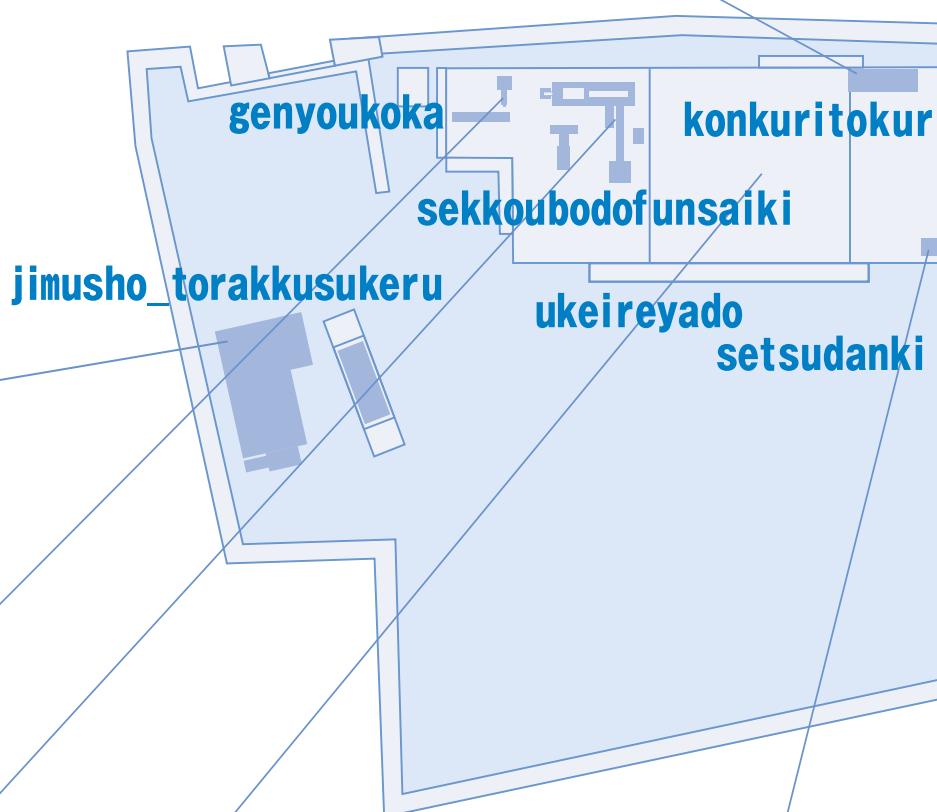 genyoukoka
konkuritokur
sekkoubodofunsaiki
jimusho_torakkusukeru
ukeireyado
setsudanki